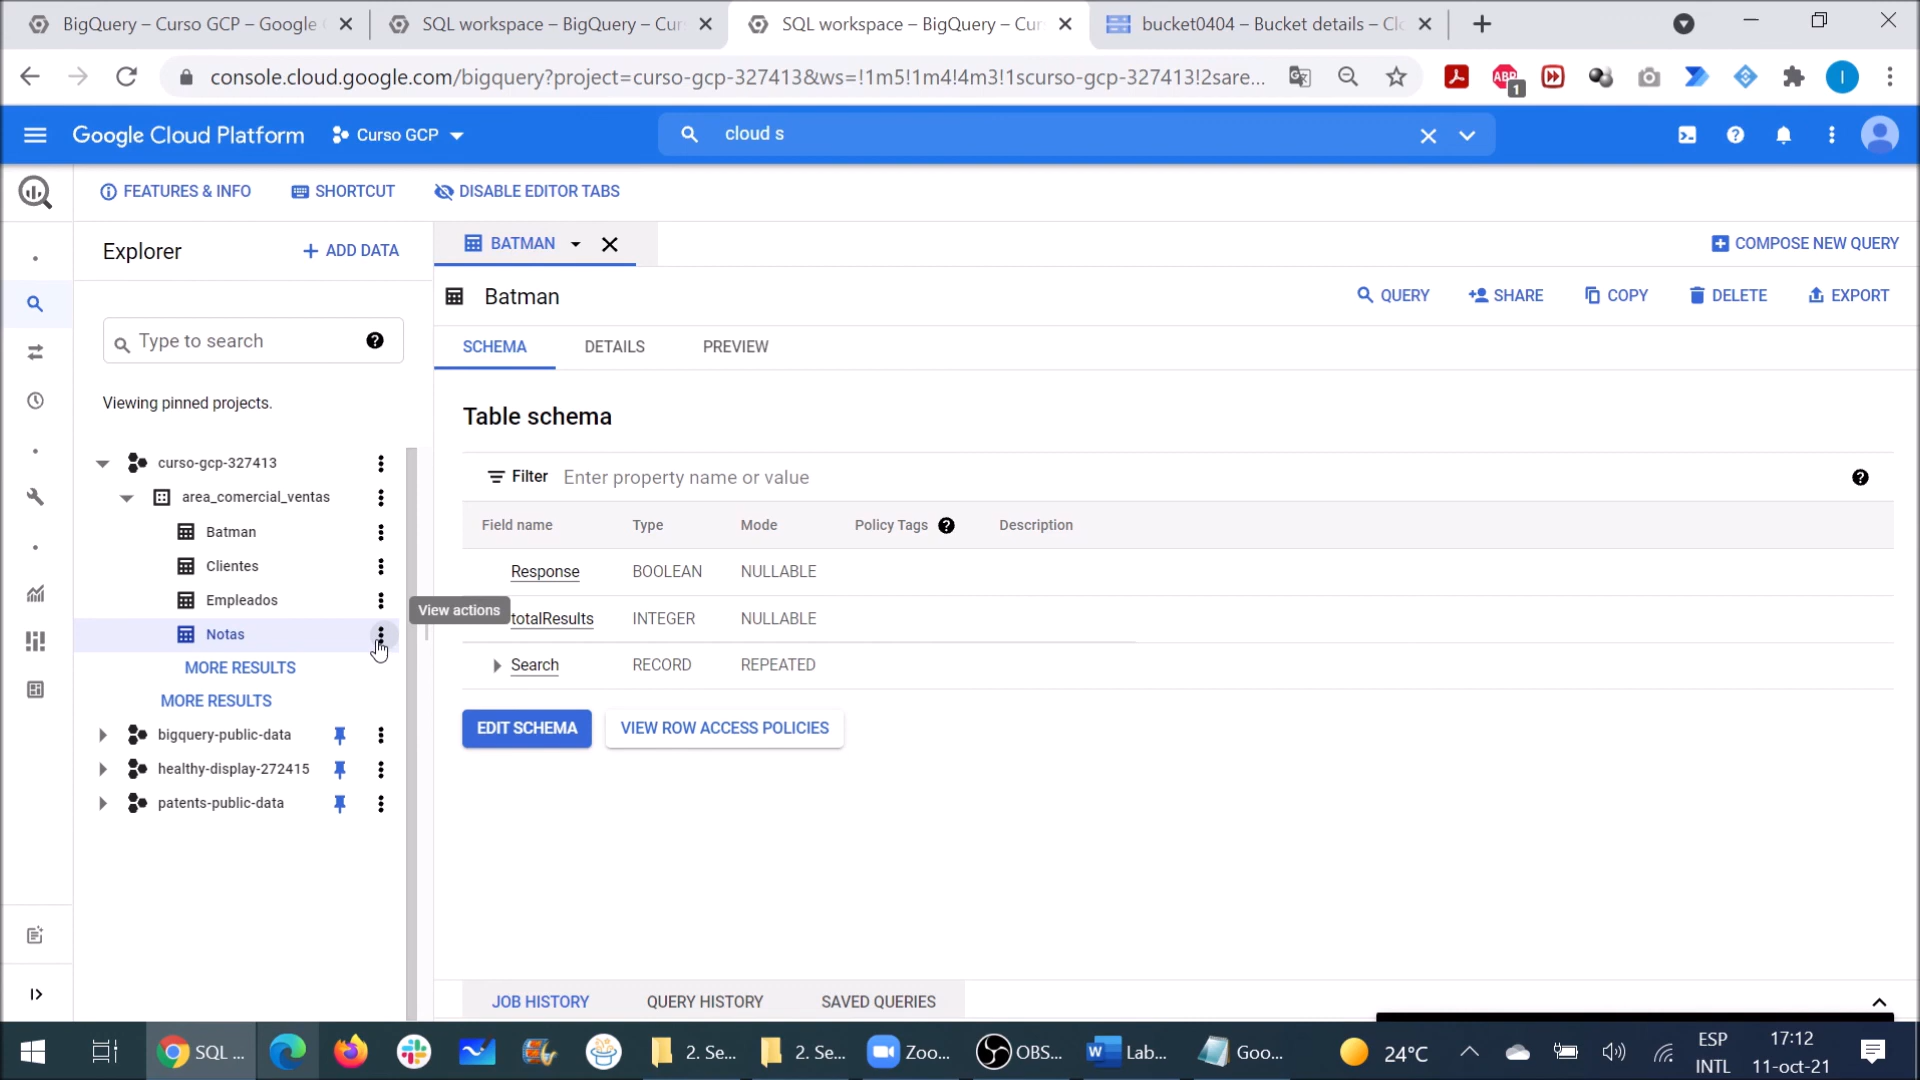 BigQuery – Curso GCP – Google
SQL workspace – BigQuery – Cur
SQL workspace – BigQuery – Cur
bucket0404 – Bucket details – Clo
console.cloud.google.com/bigquery?project=curso-gcp-327413&ws=!1m5!1m4!4m3!1scurso-gcp-327413!2sare...
ABP
1
I
Google Cloud Platform
Curso GCP
cloud s
FEATURES & INFO
SHORTCUT
DISABLE EDITOR TABS
Explorer
+ ADD DATA
BATMAN
COMPOSE NEW QUERY
Batman
QUERY
SHARE
COPY
DELETE
EXPORT
Type to search
SCHEMA
DETAILS
PREVIEW
Viewing pinned projects.
Table schema
curso-gcp-327413
area_comercial_ventas
Batman
Clientes
Empleados
Notas
MORE RESULTS
MORE RESULTS
bigquery-public-data
healthy-display-272415
patents-public-data
View actions
Filter Enter property name or value
Field name Type Mode Policy Tags Description
Response BOOLEAN NULLABLE
totalResults INTEGER NULLABLE
Search RECORD REPEATED
EDIT SCHEMA
VIEW ROW ACCESS POLICIES
JOB HISTORY
QUERY HISTORY
SAVED QUERIES
SQL ...
2. Se...
2. Se...
Zoo...
OBS...
Lab...
Goo...
24°C
ESP
INTL
17:12
11-oct-21